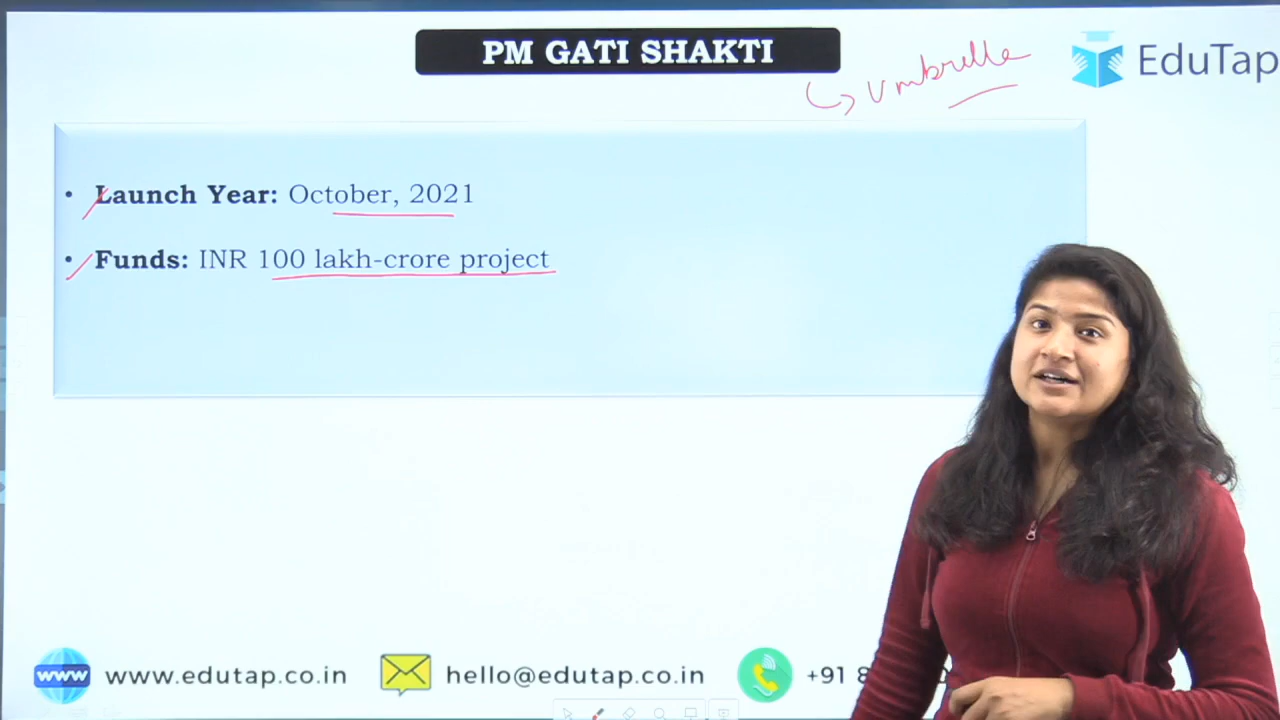 PM GATI SHAKTI
Umbrella
EduTap
• Launch Year: October, 2021
• Funds: INR 100 lakh-crore project
www
www.edutap.co.in
hello@edutap.co.in
+91 8